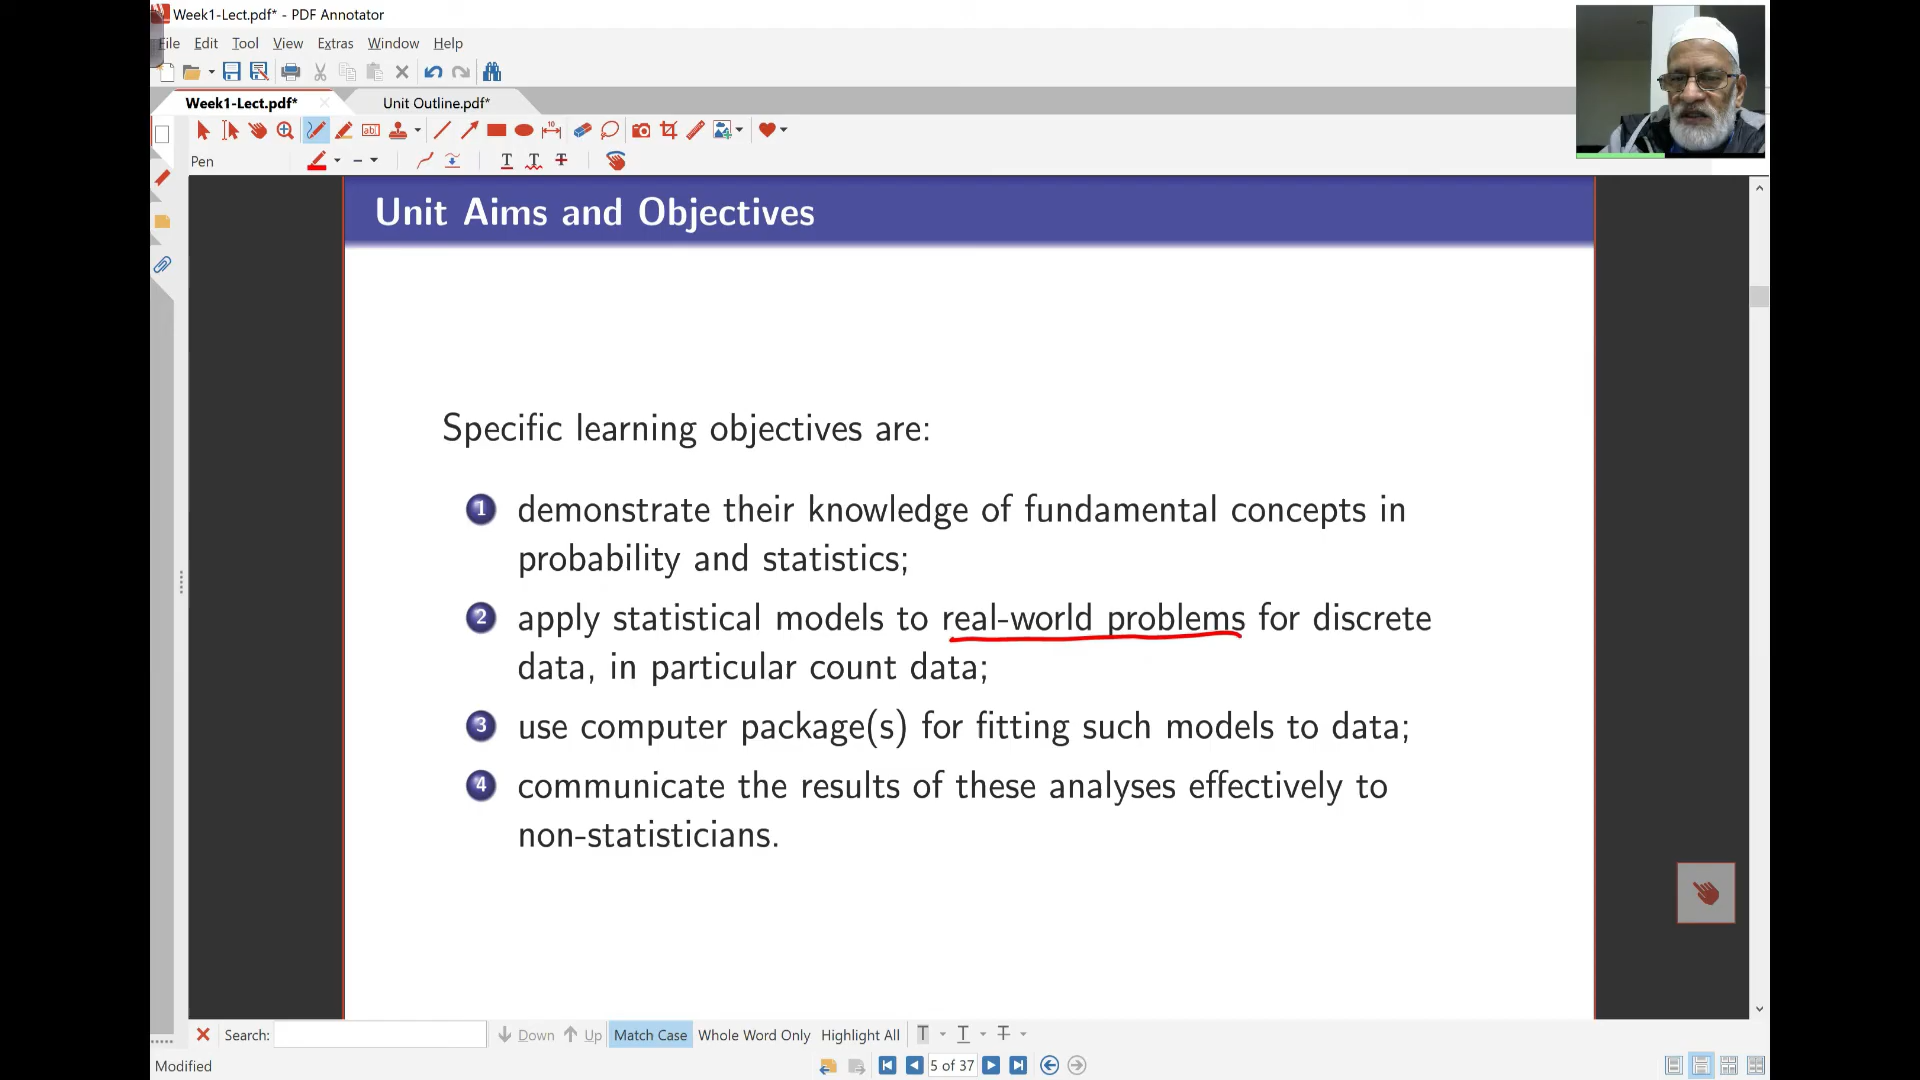 Week1-Lect.pdf* - PDF Annotator
File Edit Tool View Extras Window Help
Week1-Lect.pdf* Unit Outline.pdf*
Pen
Unit Aims and Objectives
Specific learning objectives are:
1 demonstrate their knowledge of fundamental concepts in
probability and statistics;
2 apply statistical models to real-world problems for discrete
data, in particular count data;
3 use computer package(s) for fitting such models to data;
4 communicate the results of these analyses effectively to
non-statisticians.
Search: Down Up Match Case Whole Word Only Highlight All
Modified 5 of 37